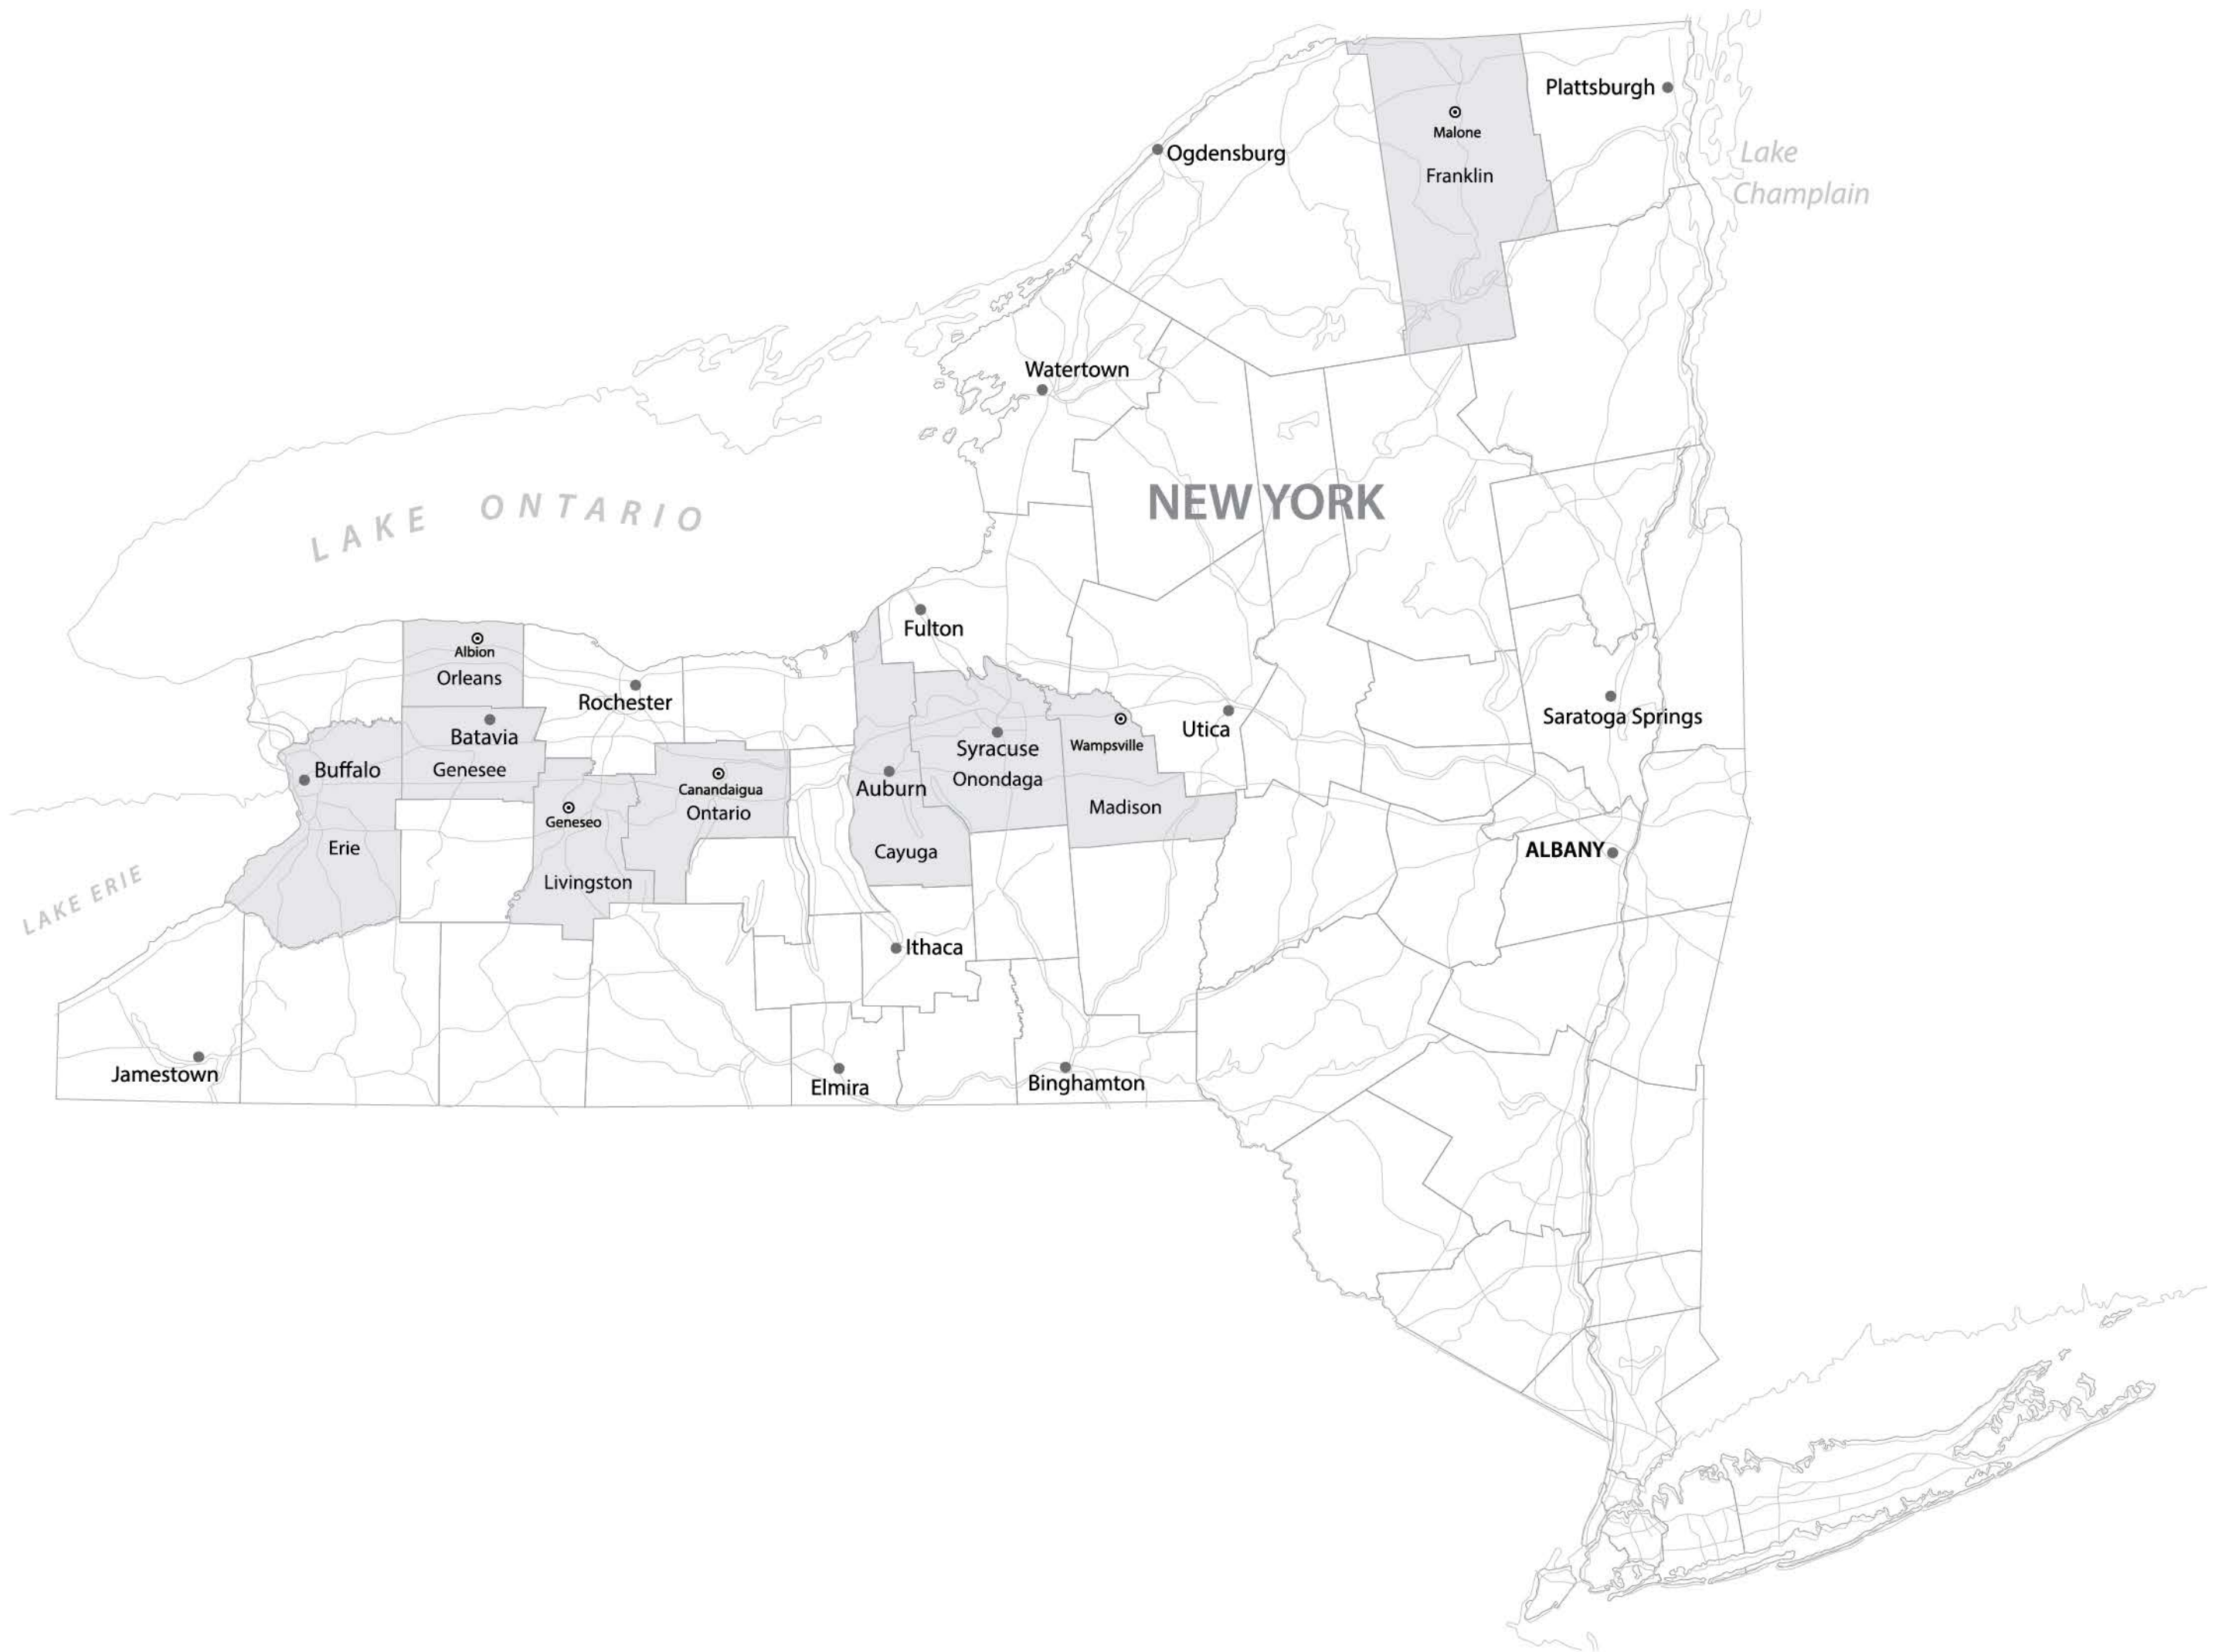 Plattsburgh
Malone
Ogdensburg
Lake
Champlain
Franklin
Watertown
NEW YORK
LAKE ONTARIO
Fulton
Albion
Orleans
Rochester
Saratoga Springs
Batavia
Utica
Syracuse
Wampsville
Buffalo
Genesee
Onondaga
Auburn
Canandaigua
Madison
Ontario
Geneseo
Erie
Cayuga
ALBANY
LAKE ERIE
Livingston
Ithaca
Jamestown
Elmira
Binghamton